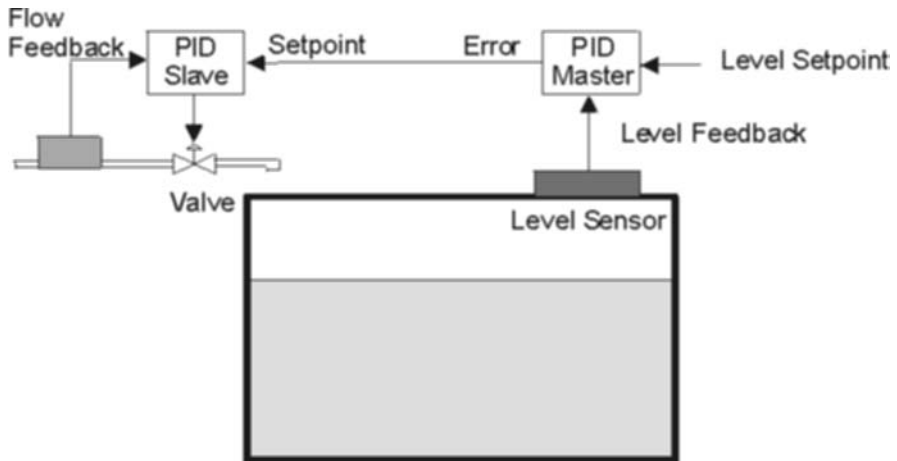 Flow
Feedback
PID
Slave
Setpoint
Error
PID
Master
Level Setpoint
Level Feedback
Valve
Level Sensor